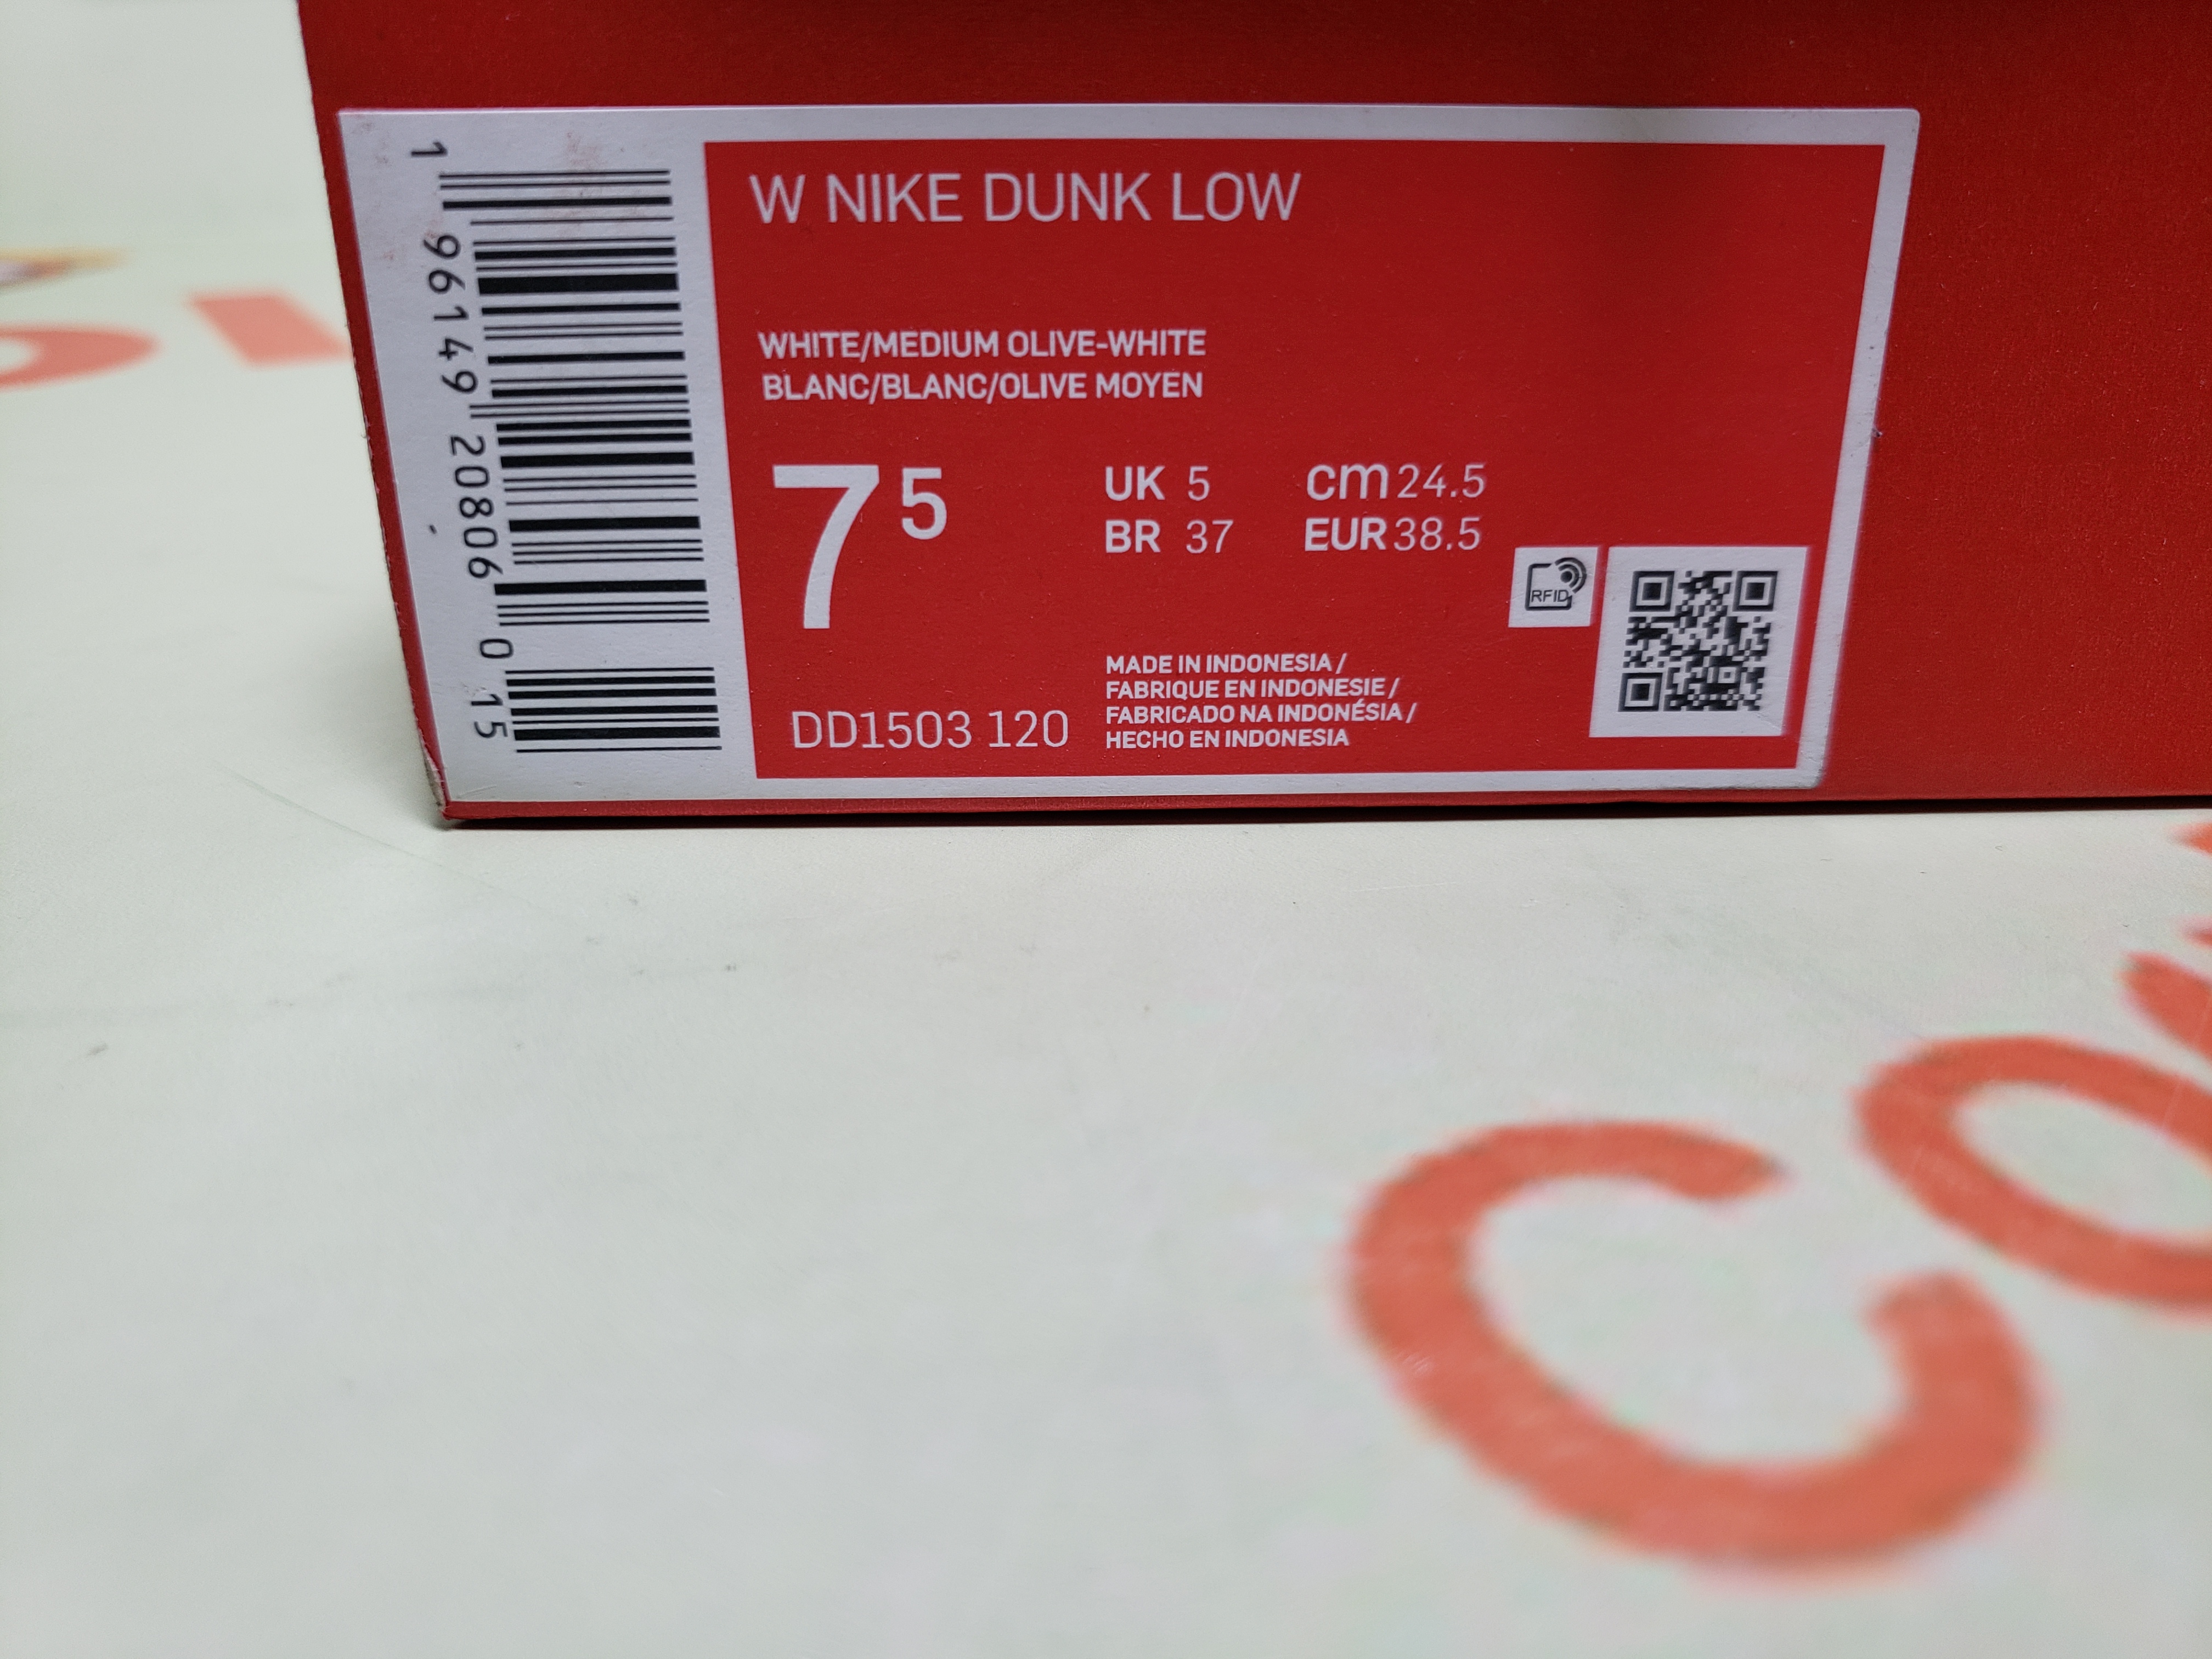 1 96149 20806 0 15
W NIKE DUNK LOW
WHITE/MEDIUM OLIVE-WHITE
BLANC/BLANC/OLIVE MOYEN
7 5
UK 5
cm 24.5
BR 37
EUR 38.5
RFID
MADE IN INDONESIA /
FABRIQUE EN INDONESIE /
FABRICADO NA INDONÉSIA /
HECHO EN INDONESIA
DD1503 120